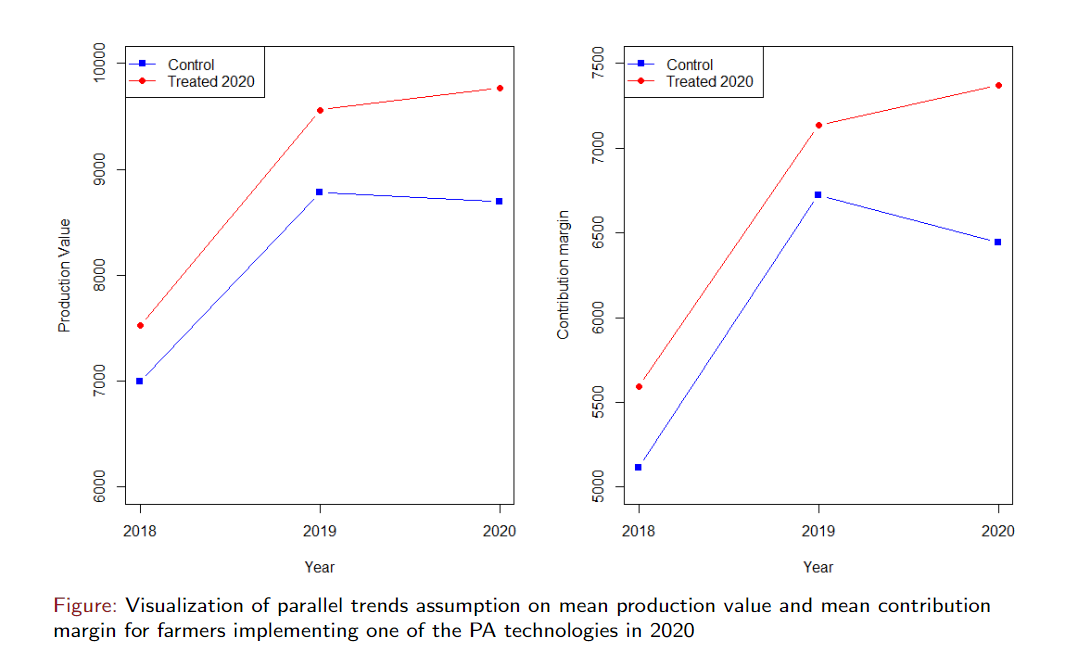 Control
Treated 2020
10000
9000
8000
7000
6000
Production Value
2018 2019 2020
Year
Control
Treated 2020
7500
7000
6500
6000
5500
5000
Contribution margin
2018 2019 2020
Year
Figure: Visualization of parallel trends assumption on mean production value and mean contribution
margin for farmers implementing one of the PA technologies in 2020